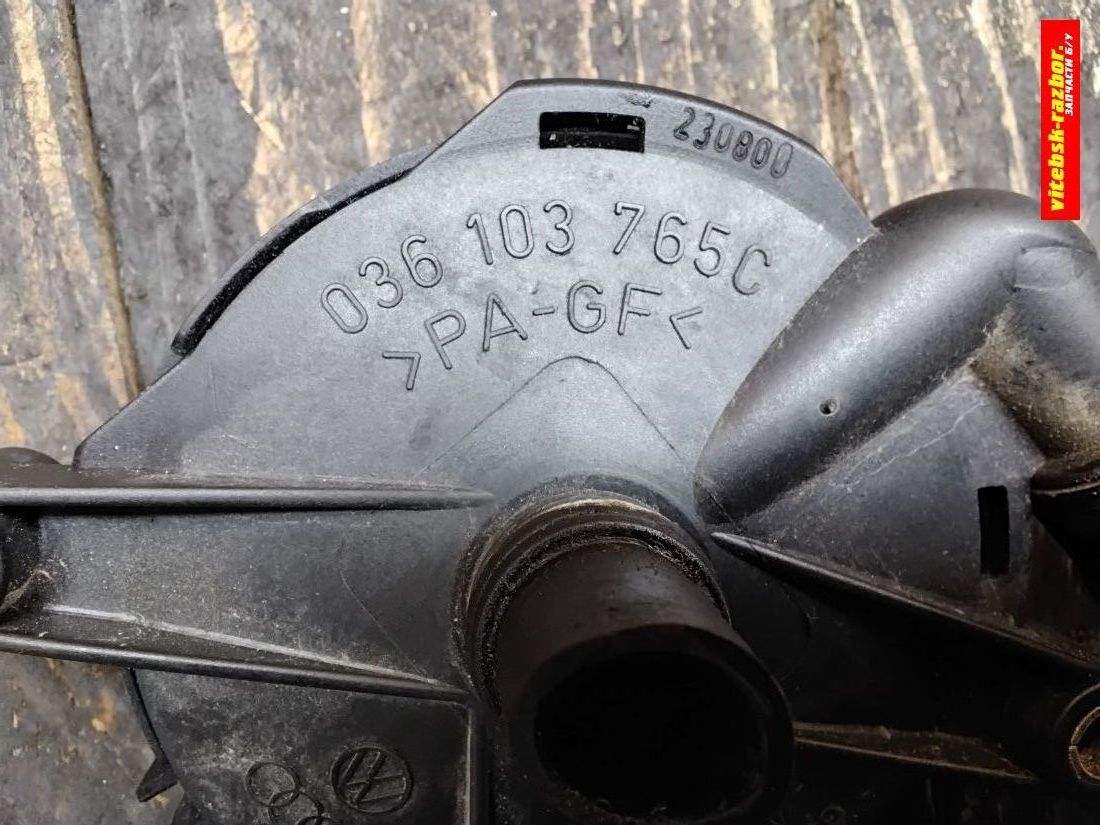 230800
036 103 765C
>PA-GF<
vitebsk-razbor.
ЗАПЧАСТИ Б/У